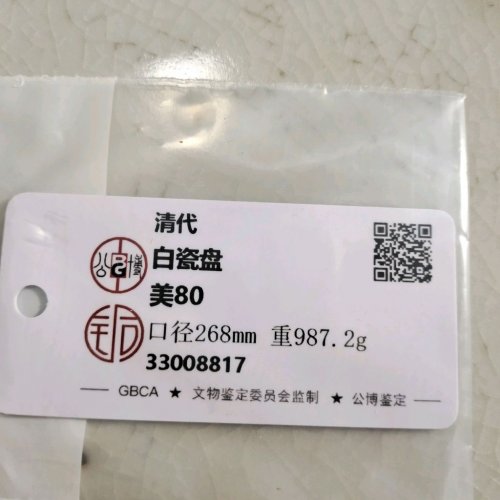 清代
白瓷盘
美80
口径268mm 重987.2g
33008817
GBCA ★ 文物鉴定委员会监制 ★ 公博鉴定